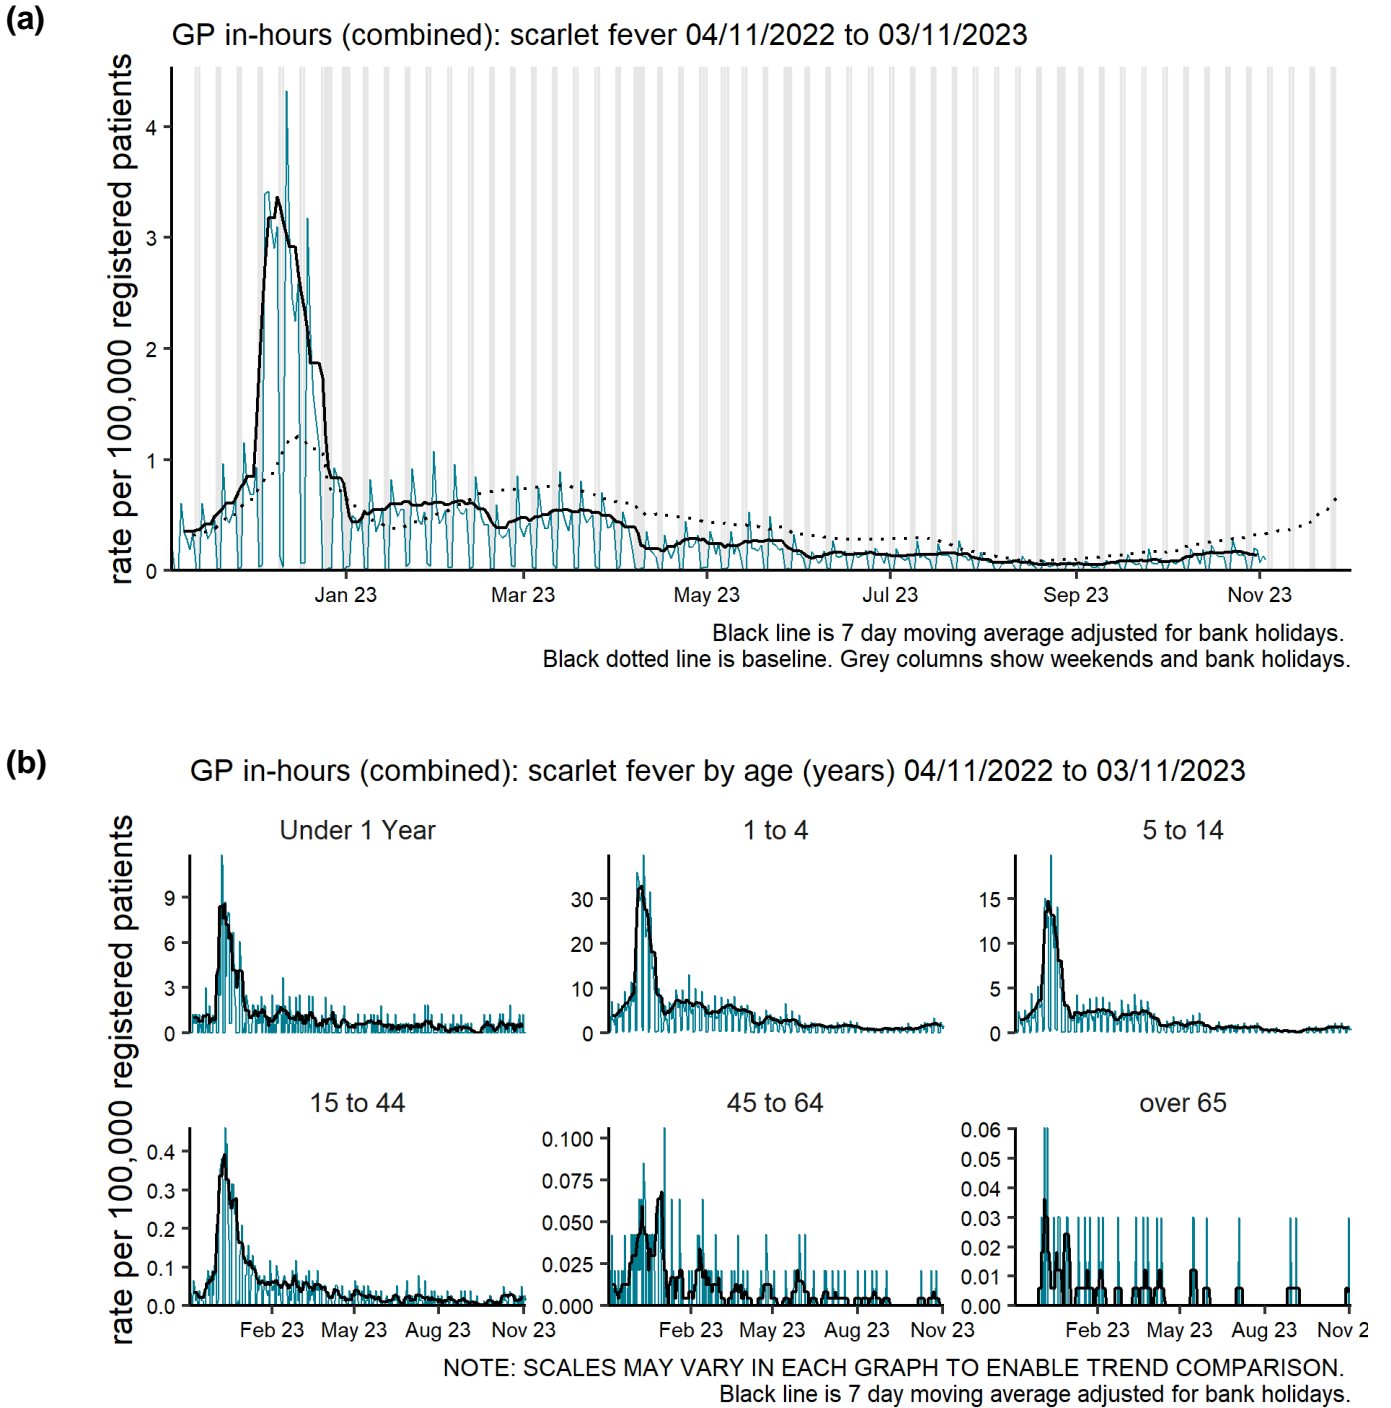 (a)
GP in-hours (combined): scarlet fever 04/11/2022 to 03/11/2023
rate per 100,000 registered patients
4
3
2
1
0
Jan 23 Mar 23 May 23 Jul 23 Sep 23 Nov 23
Black line is 7 day moving average adjusted for bank holidays.
Black dotted line is baseline. Grey columns show weekends and bank holidays.
(b)
GP in-hours (combined): scarlet fever by age (years) 04/11/2022 to 03/11/2023
rate per 100,000 registered patients
Under 1 Year
9
6
3
0
1 to 4
30
20
10
0
5 to 14
15
10
5
0
15 to 44
0.4
0.3
0.2
0.1
0.0
Feb 23 May 23 Aug 23 Nov 23
45 to 64
0.100
0.075
0.050
0.025
0.000
Feb 23 May 23 Aug 23 Nov 23
over 65
0.06
0.05
0.04
0.03
0.02
0.01
0.00
Feb 23 May 23 Aug 23 Nov 2
NOTE: SCALES MAY VARY IN EACH GRAPH TO ENABLE TREND COMPARISON.
Black line is 7 day moving average adjusted for bank holidays.